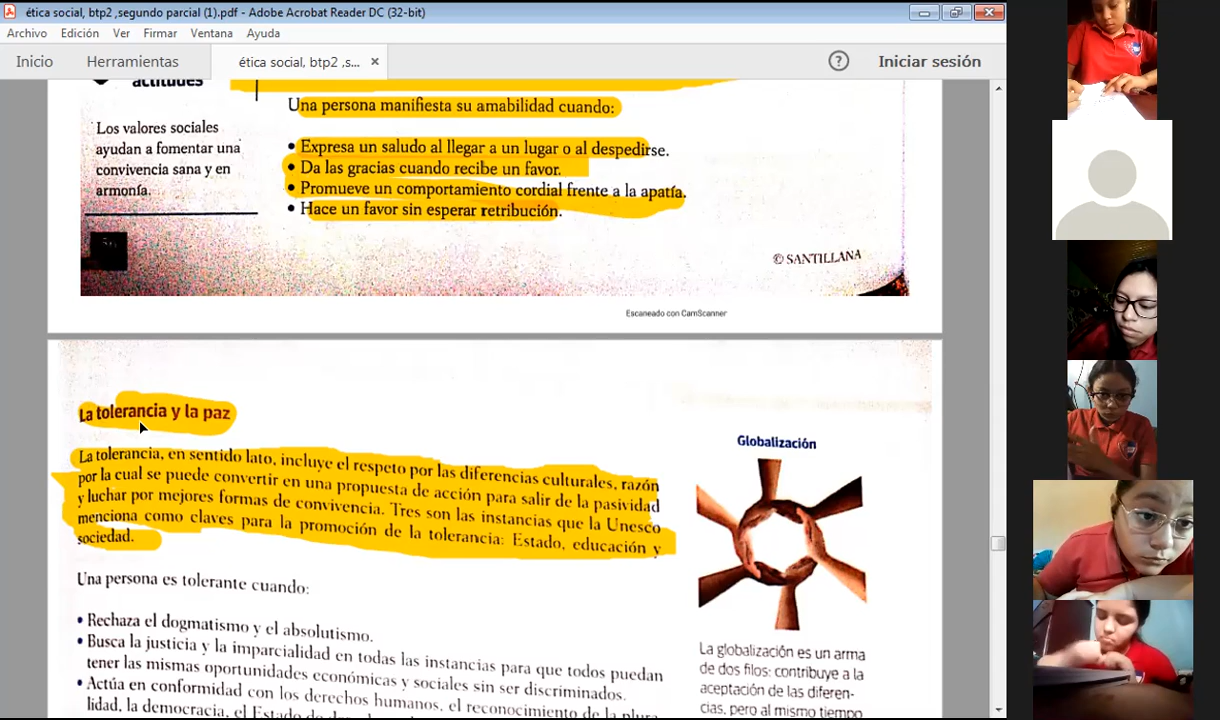 ética social, btp2 ,segundo parcial (1).pdf - Adobe Acrobat Reader DC (32-bit)
Archivo Edición Ver Firmar Ventana Ayuda
Inicio Herramientas ética social, btp2 ,s... × ? Iniciar sesión
actitudes
Los valores sociales
ayudan a fomentar una
convivencia sana y en
armonía.
Una persona manifiesta su amabilidad cuando:
• Expresa un saludo al llegar a un lugar o al despedirse.
• Da las gracias cuando recibe un favor.
• Promueve un comportamiento cordial frente a la apatía.
• Hace un favor sin esperar retribución.
© SANTILLANA
Escaneado con CamScanner
La tolerancia y la paz
La tolerancia, en sentido lato, incluye el respeto por las diferencias culturales, razón
por la cual se puede convertir en una propuesta de acción para salir de la pasividad
y luchar por mejores formas de convivencia. Tres son las instancias que la Unesco
menciona como claves para la promoción de la tolerancia: Estado, educación y
sociedad.
Una persona es tolerante cuando:
• Rechaza el dogmatismo y el absolutismo.
• Busca la justicia y la imparcialidad en todas las instancias para que todos puedan
tener las mismas oportunidades económicas y sociales sin ser discriminados.
• Actúa en conformidad con los derechos humanos, el reconocimiento de la plura-
lidad, la democracia, el Estado de
Globalización
La globalización es un arma
de dos filos: contribuye a la
aceptación de las diferen-
cias, pero al mismo tiempo